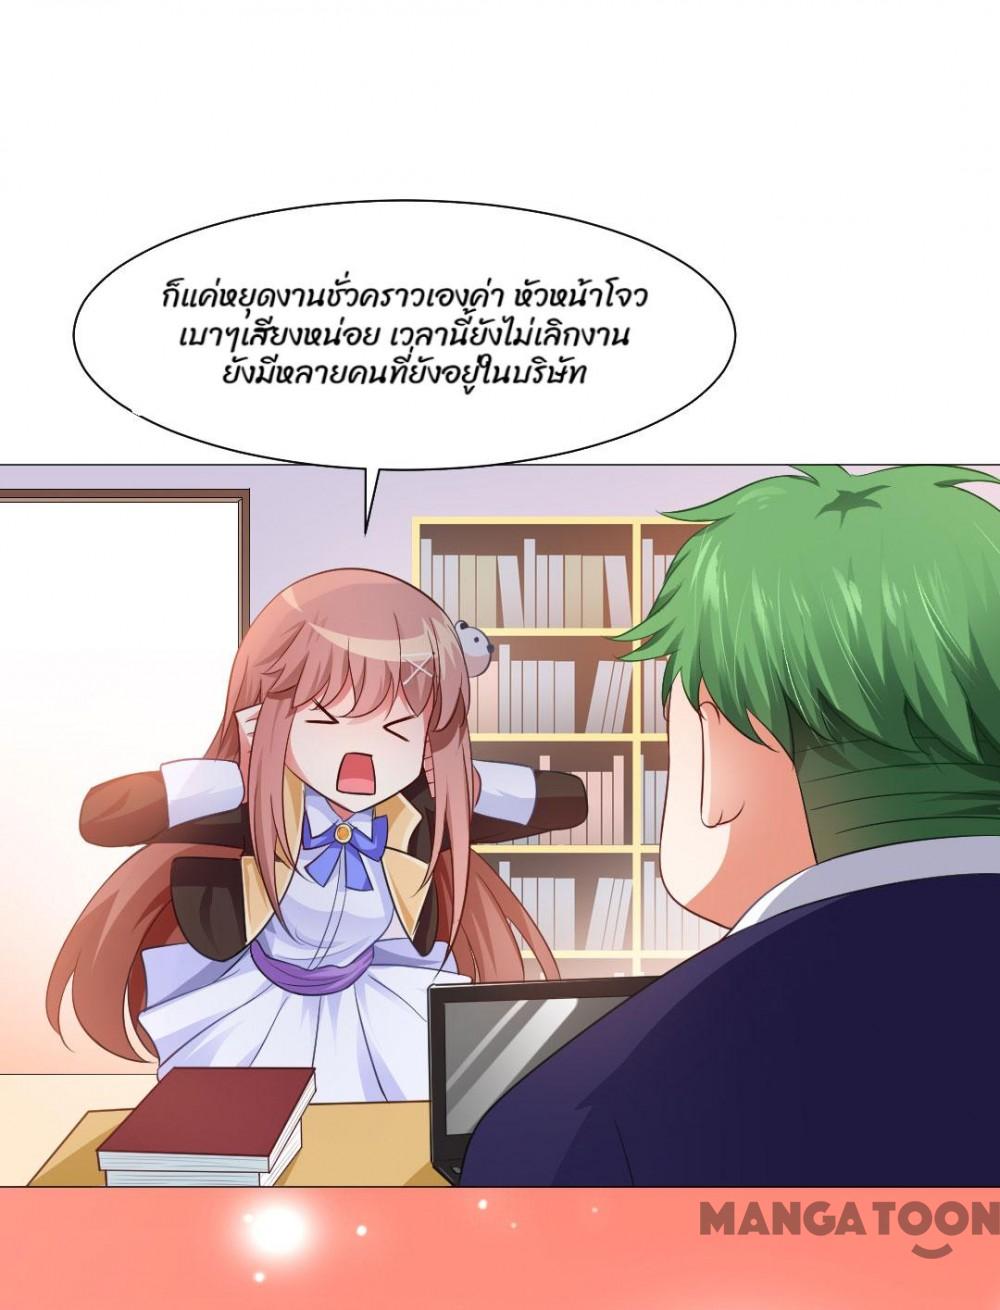 ก็แค่หยุดงานชั่วคราวเองค่า หัวหน้าโจว
เบาๆเสียงหน่อย เวลานี้ยังไม่เลิกงาน
ยังมีหลายคนที่ยังอยู่ในบริษัท
MANGATOON